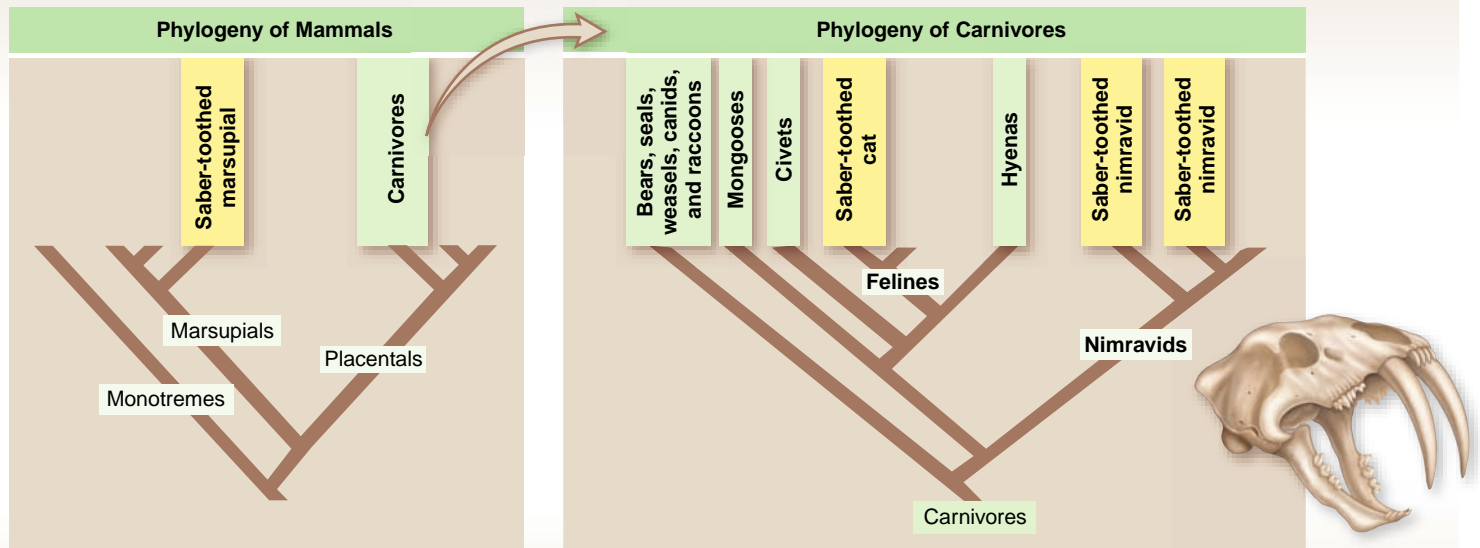 Phylogeny of Mammals
Saber-toothed
marsupial
Carnivores
Marsupials
Placentals
Monotremes
Phylogeny of Carnivores
Bears, seals,
weasels, canids,
and raccoons
Mongooses
Civets
Saber-toothed
cat
Hyenas
Saber-toothed
nimravid
Saber-toothed
nimravid
Felines
Nimravids
Carnivores